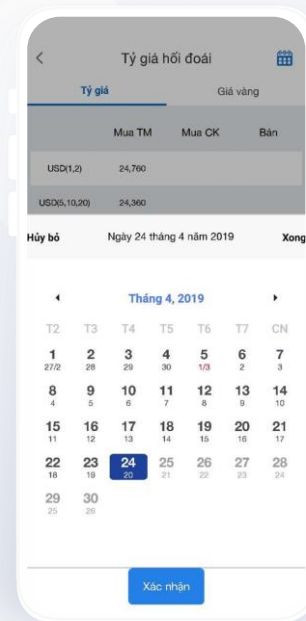 Tỷ giá hối đoái
Tỷ giá Giá vàng
Mua TM Mua CK Bán
USD(1,2) 24,760
USD(5,10,20) 24,360
Hủy bỏ Ngày 24 tháng 4 năm 2019 Xong
Tháng 4, 2019
T2 T3 T4 T5 T6 T7 CN
1 2 3 4 5 6 7
27/2 28 29 30 1/3 2 3
8 9 10 11 12 13 14
4 5 6 7 8 9 10
15 16 17 18 19 20 21
11 12 13 14 15 16 17
22 23 24 25 26 27 28
18 19 20 21 22 23 24
29 30
25 26
Xác nhận